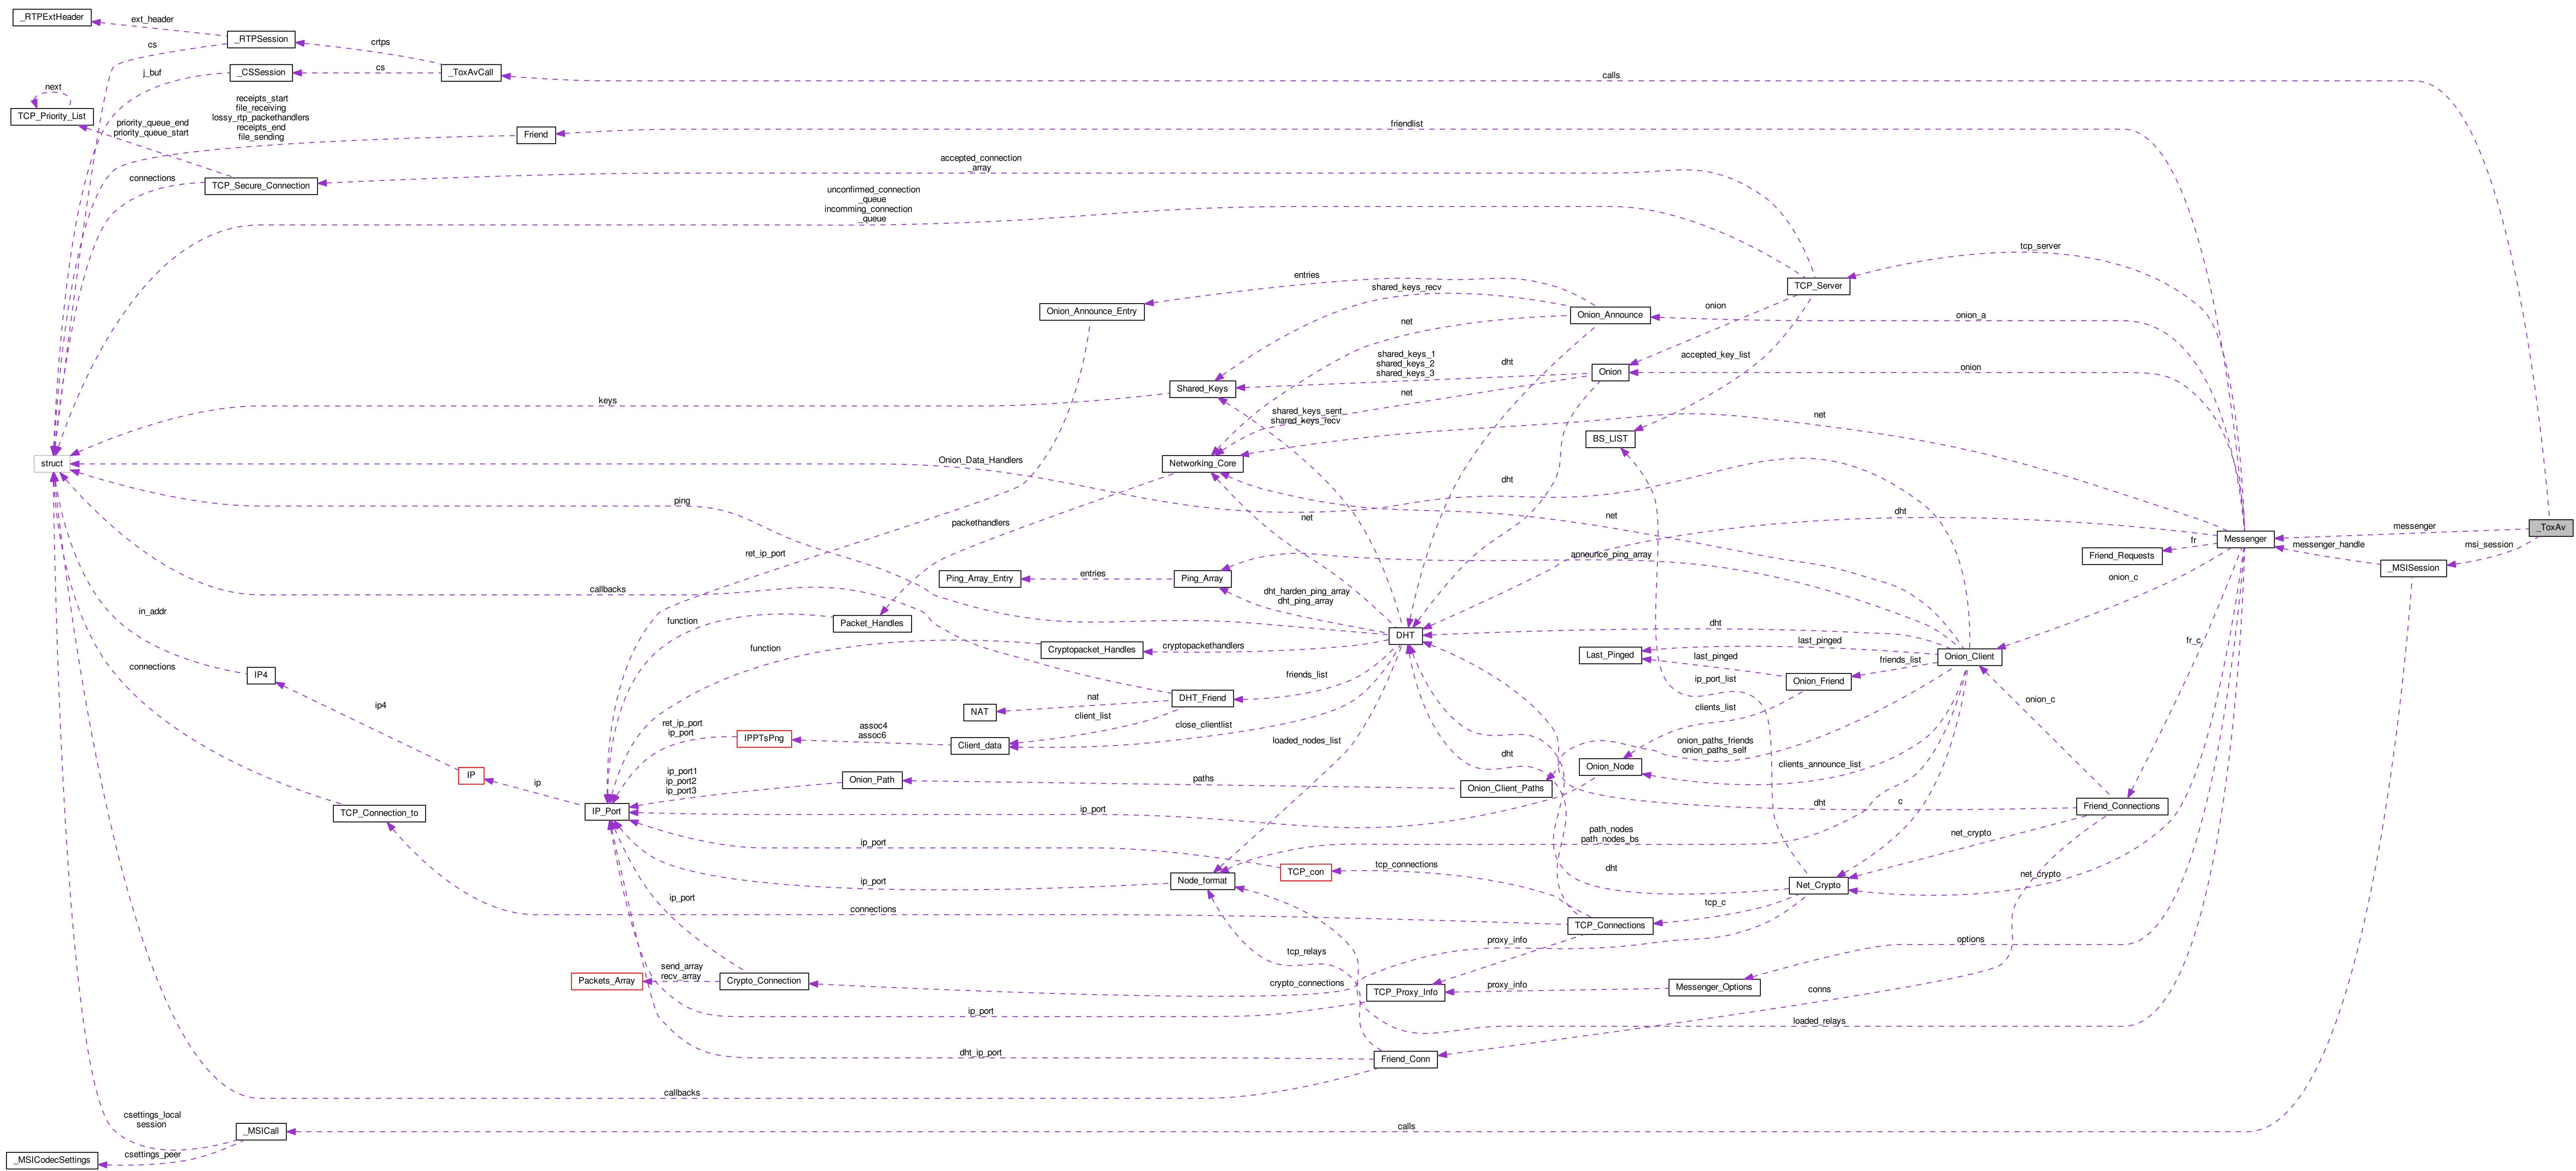 _RTPExtHeader
ext_header
_RTPSession
crtps
cs
j_buf
_CSSession
cs
_ToxAvCall
calls
next
TCP_Priority_List
priority_queue_end
priority_queue_start
receipts_start
file_receiving
lossy_rtp_packethandlers
receipts_end
file_sending
Friend
friendlist
accepted_connection
_array
connections
TCP_Secure_Connection
unconfirmed_connection
_queue
incomming_connection
_queue
tcp_server
TCP_Server
entries
shared_keys_recv
Onion_Announce_Entry
Onion_Announce
onion
onion_a
net
shared_keys_1
shared_keys_2
shared_keys_3
dht
accepted_key_list
Onion
onion
Shared_Keys
keys
net
shared_keys_sent
shared_keys_recv
net
BS_LIST
struct
Onion_Data_Handlers
Networking_Core
dht
ping
packethandlers
net
net
dht
_ToxAv
messenger
Messenger
fr
Friend_Requests
messenger_handle
msi_session
_MSISession
ret_ip_port
announce_ping_array
Ping_Array_Entry
entries
Ping_Array
onion_c
callbacks
dht_harden_ping_array
dht_ping_array
in_addr
function
Packet_Handles
dht
DHT
fr_c
function
Cryptopacket_Handles
cryptopackethandlers
last_pinged
Last_Pinged
last_pinged
friends_list
Onion_Client
connections
IP4
friends_list
ip_port_list
Onion_Friend
nat
DHT_Friend
onion_c
ip4
NAT
client_list
clients_list
ret_ip_port
ip_port
IPPTsPng
assoc4
assoc6
Client_data
close_clientlist
loaded_nodes_list
onion_paths_friends
onion_paths_self
dht
Onion_Node
clients_announce_list
IP
ip
ip_port1
ip_port2
ip_port3
Onion_Path
paths
Onion_Client_Paths
TCP_Connection_to
IP_Port
ip_port
dht
c
Friend_Connections
path_nodes
path_nodes_bs
net_crypto
ip_port
tcp_connections
TCP_con
dht
net_crypto
ip_port
Node_format
Net_Crypto
ip_port
connections
tcp_c
TCP_Connections
proxy_info
options
tcp_relays
send_array
recv_array
Packets_Array
Crypto_Connection
crypto_connections
TCP_Proxy_Info
proxy_info
Messenger_Options
conns
ip_port
loaded_relays
dht_ip_port
Friend_Conn
callbacks
csettings_local
session
_MSICall
calls
csettings_peer
_MSICodecSettings